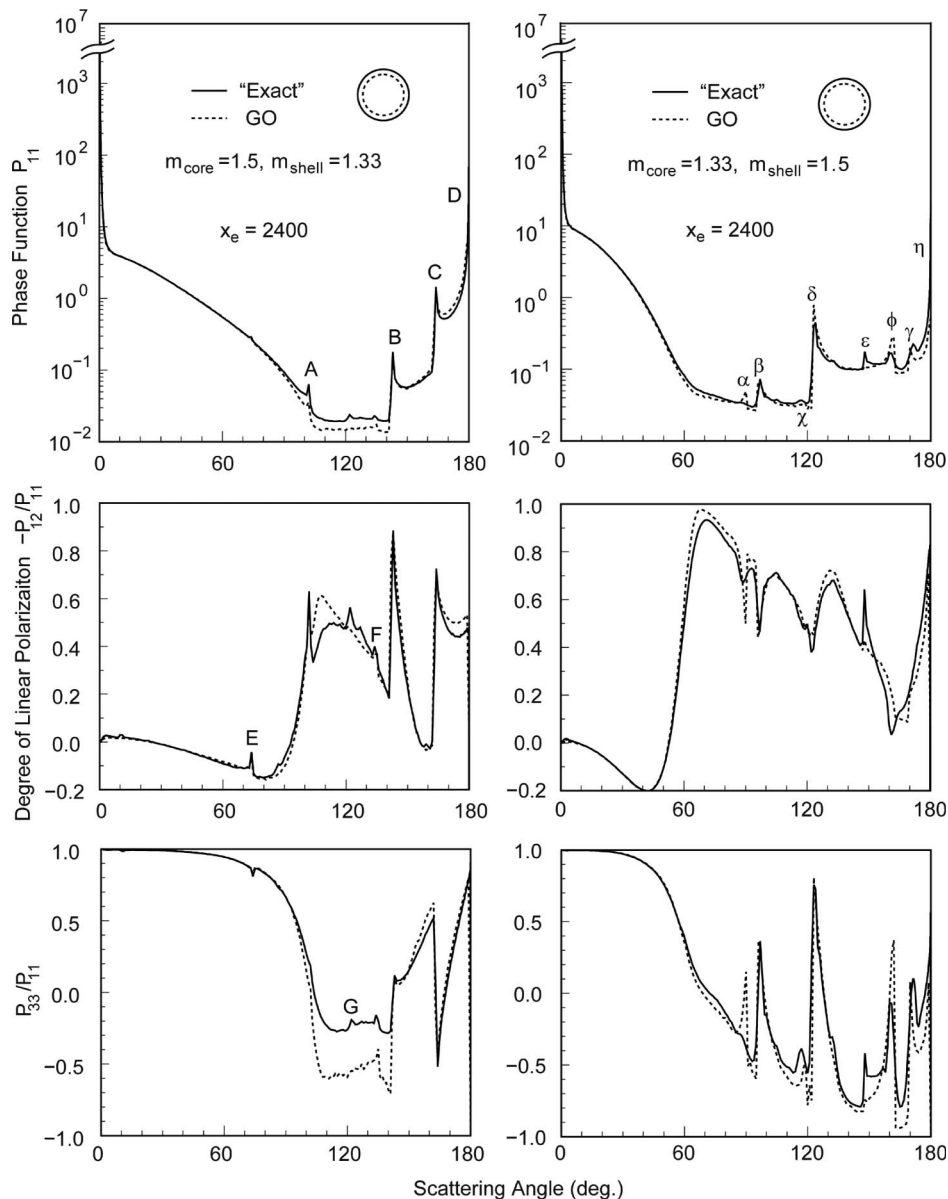 10⁷
10³
10²
10¹
10⁰
10⁻¹
10⁻²
Phase Function P₁₁
“Exact”
GO
m_core =1.5, m_shell =1.33
x_e = 2400
A
B
C
D
0
60
120
180
10⁷
10³
10²
10¹
10⁰
10⁻¹
10⁻²
“Exact”
GO
m_core =1.33, m_shell =1.5
x_e = 2400
α
β
χ
δ
ε
ϕ
γ
η
0
60
120
180
Degree of Linear Polarizaiton −P₁₂/P₁₁
1.0
0.8
0.6
0.4
0.2
0.0
−0.2
E
F
0
60
120
180
1.0
0.8
0.6
0.4
0.2
0.0
−0.2
0
60
120
180
P₃₃/P₁₁
1.0
0.5
0.0
−0.5
−1.0
G
0
60
120
180
1.0
0.5
0.0
−0.5
−1.0
0
60
120
180
Scattering Angle (deg.)